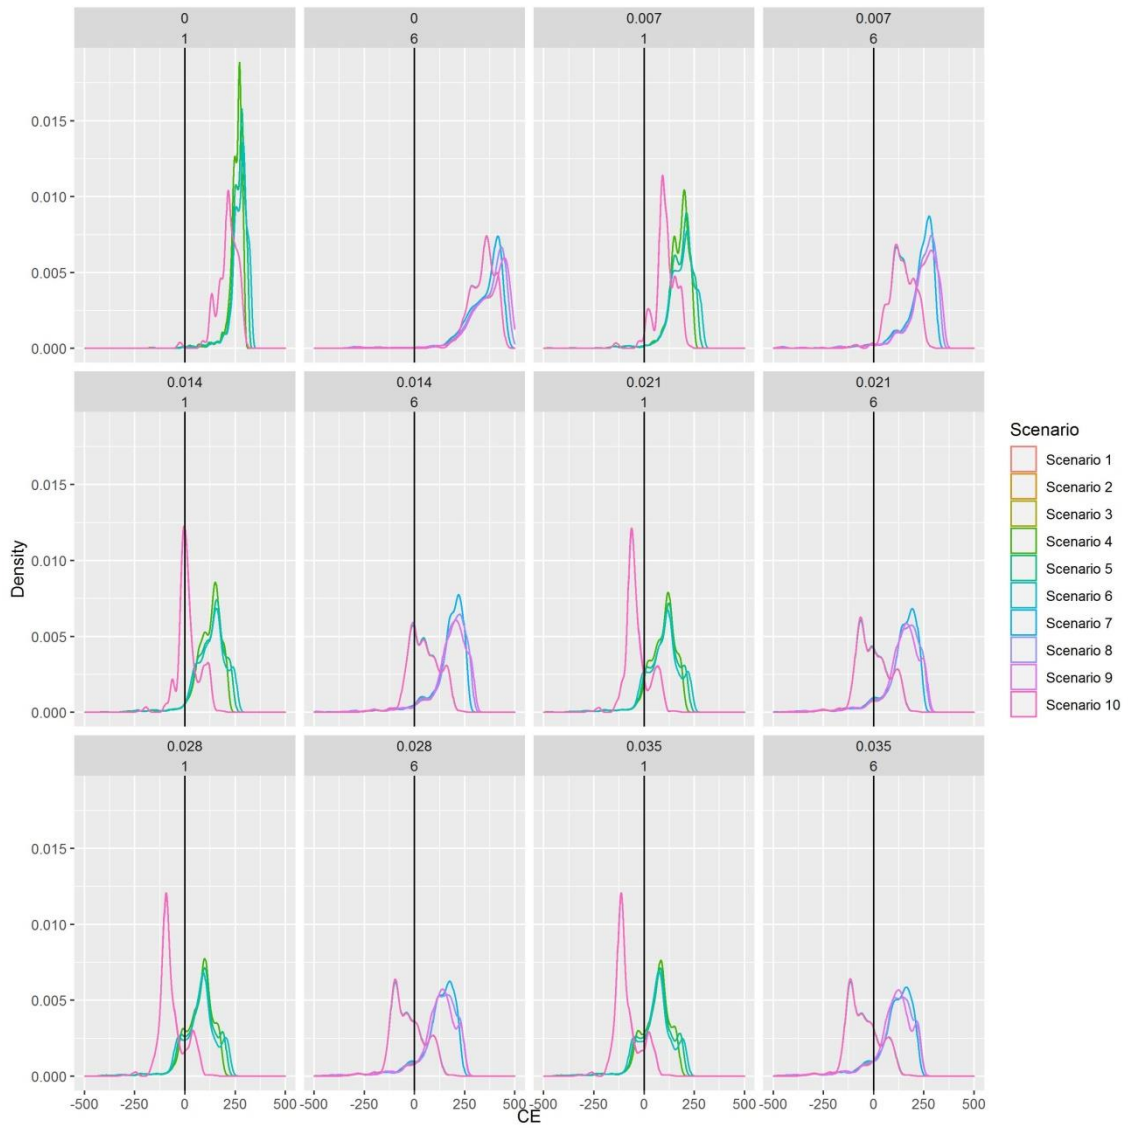 0
1
0
6
0.007
1
0.007
6
0.015
0.010
0.005
0.000
0.014
1
0.014
6
0.021
1
0.021
6
0.015
0.010
0.005
0.000
Density
0.028
1
0.028
6
0.035
1
0.035
6
0.015
0.010
0.005
0.000
-500 -250 0 250 500
-500 -250 0 250 500
-500 -250 0 250 500
-500 -250 0 250 500
CE
Scenario
Scenario 1
Scenario 2
Scenario 3
Scenario 4
Scenario 5
Scenario 6
Scenario 7
Scenario 8
Scenario 9
Scenario 10